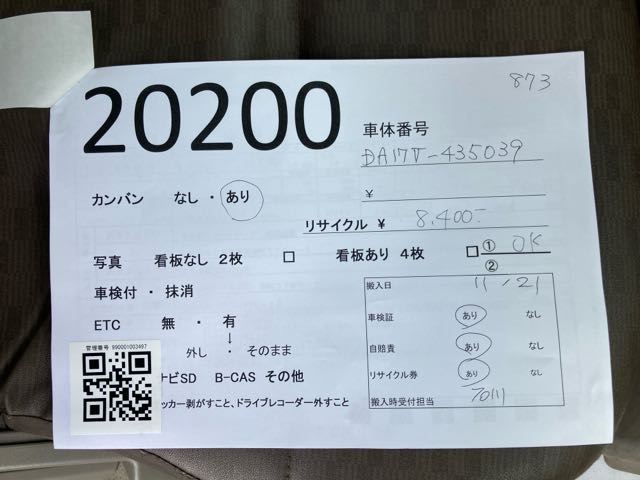 873
20200
車体番号
DA17V-435039
カンバン なし ・ あり
¥
リサイクル ¥ 8,400-
写真 看板なし 2枚 □ 看板あり 4枚 □ ① OK
②
車検付 ・ 抹消
搬入日 11/21
ETC 無 ・ 有
車検証 あり なし
↓
外し ・ そのまま
自賠責 あり なし
管理番号 990001003497
ナビSD B-CAS その他
リサイクル券 あり なし
ッカー剥がすこと、ドライブレコーダー外すこと
搬入時受付担当